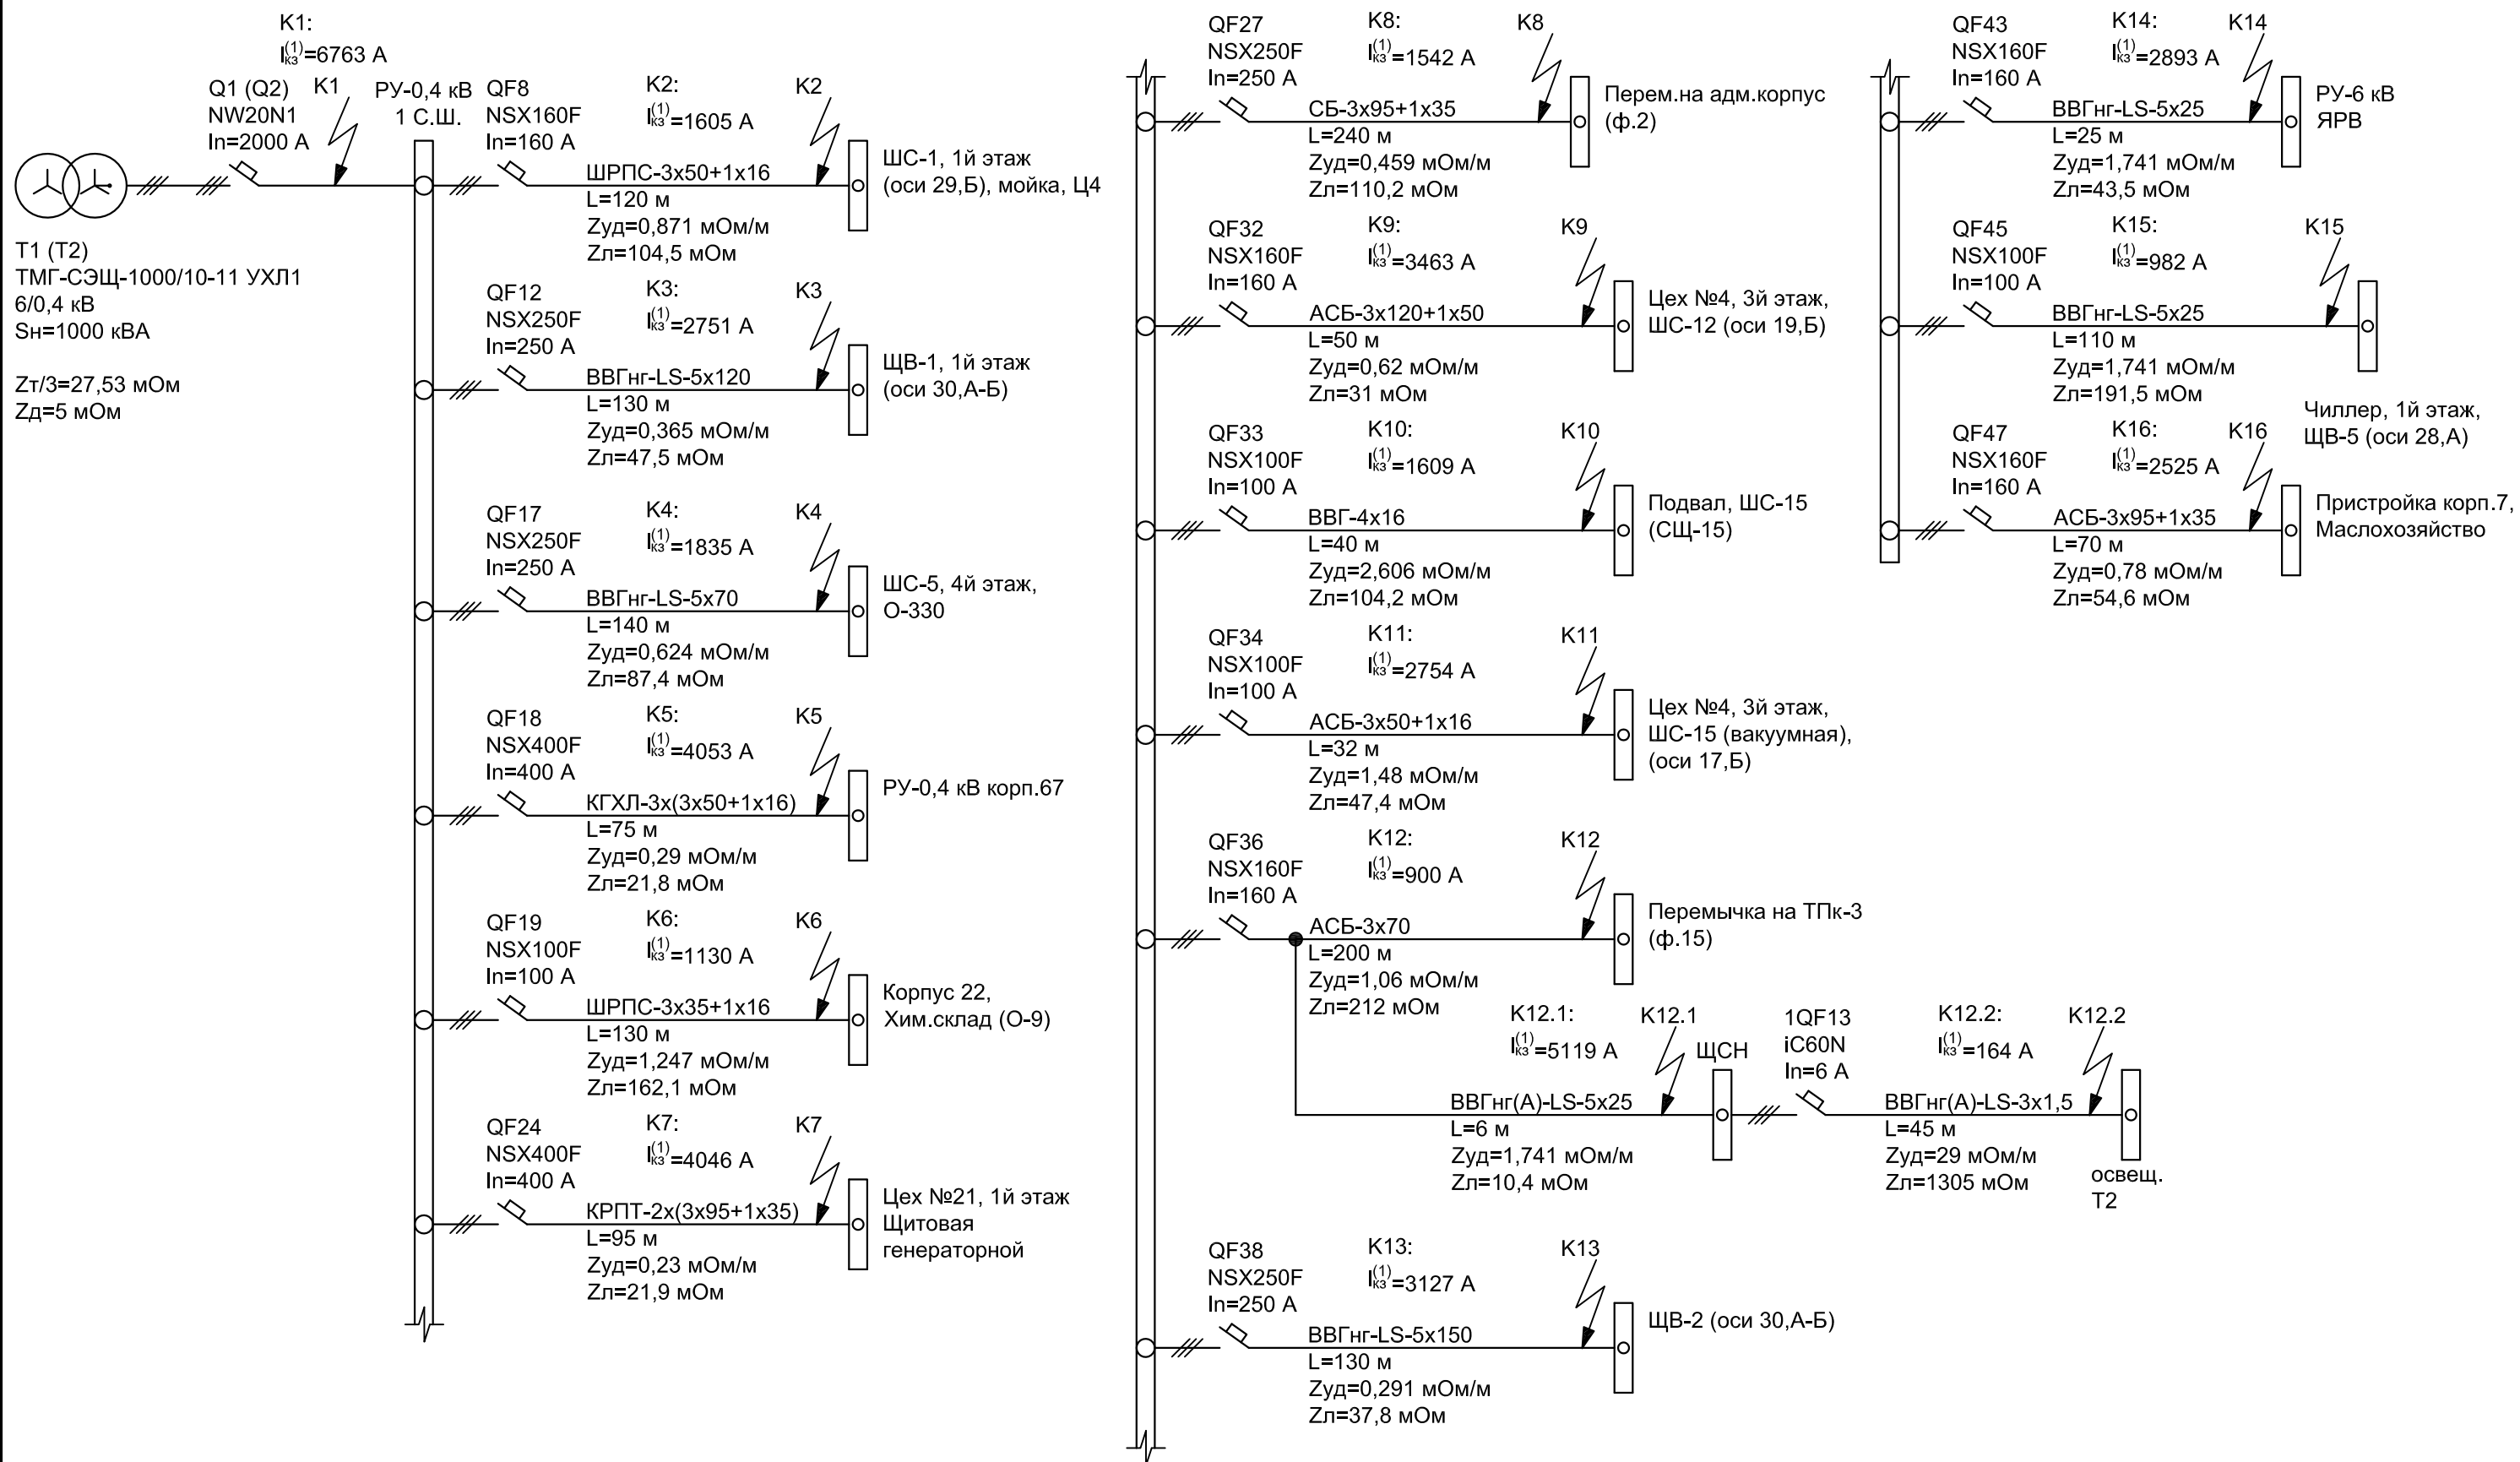 K1:
I(1)кз=6763 А
Q1 (Q2)
NW20N1
In=2000 А
K1
РУ-0,4 кВ
1 С.Ш.
Т1 (Т2)
ТМГ-СЭЩ-1000/10-11 УХЛ1
6/0,4 кВ
Sн=1000 кВА
Zт/3=27,53 мОм
Zд=5 мОм
QF8
NSX160F
In=160 А
K2:
I(1)кз=1605 А
K2
ШРПС-3х50+1х16
L=120 м
Zуд=0,871 мОм/м
Zл=104,5 мОм
ШС-1, 1й этаж
(оси 29,Б), мойка, Ц4
QF12
NSX250F
In=250 А
K3:
I(1)кз=2751 А
K3
ВВГнг-LS-5х120
L=130 м
Zуд=0,365 мОм/м
Zл=47,5 мОм
ЩВ-1, 1й этаж
(оси 30,А-Б)
QF17
NSX250F
In=250 А
K4:
I(1)кз=1835 А
K4
ВВГнг-LS-5х70
L=140 м
Zуд=0,624 мОм/м
Zл=87,4 мОм
ШС-5, 4й этаж,
О-330
QF18
NSX400F
In=400 А
K5:
I(1)кз=4053 А
K5
КГХЛ-3х(3х50+1х16)
L=75 м
Zуд=0,29 мОм/м
Zл=21,8 мОм
РУ-0,4 кВ корп.67
QF19
NSX100F
In=100 А
K6:
I(1)кз=1130 А
K6
ШРПС-3х35+1х16
L=130 м
Zуд=1,247 мОм/м
Zл=162,1 мОм
Корпус 22,
Хим.склад (О-9)
QF24
NSX400F
In=400 А
K7:
I(1)кз=4046 А
K7
КРПТ-2х(3х95+1х35)
L=95 м
Zуд=0,23 мОм/м
Zл=21,9 мОм
Цех №21, 1й этаж
Щитовая
генераторной
QF27
NSX250F
In=250 А
K8:
I(1)кз=1542 А
K8
СБ-3х95+1х35
L=240 м
Zуд=0,459 мОм/м
Zл=110,2 мОм
Перем.на адм.корпус
(ф.2)
QF32
NSX160F
In=160 А
K9:
I(1)кз=3463 А
K9
АСБ-3х120+1х50
L=50 м
Zуд=0,62 мОм/м
Zл=31 мОм
Цех №4, 3й этаж,
ШС-12 (оси 19,Б)
QF33
NSX100F
In=100 А
K10:
I(1)кз=1609 А
K10
ВВГ-4х16
L=40 м
Zуд=2,606 мОм/м
Zл=104,2 мОм
Подвал, ШС-15
(СЩ-15)
QF34
NSX100F
In=100 А
K11:
I(1)кз=2754 А
K11
АСБ-3х50+1х16
L=32 м
Zуд=1,48 мОм/м
Zл=47,4 мОм
Цех №4, 3й этаж,
ШС-15 (вакуумная),
(оси 17,Б)
QF36
NSX160F
In=160 А
K12:
I(1)кз=900 А
K12
АСБ-3х70
L=200 м
Zуд=1,06 мОм/м
Zл=212 мОм
Перемычка на ТПк-3
(ф.15)
K12.1:
I(1)кз=5119 А
K12.1
ЩСН
ВВГнг(А)-LS-5х25
L=6 м
Zуд=1,741 мОм/м
Zл=10,4 мОм
1QF13
iC60N
In=6 А
K12.2:
I(1)кз=164 А
K12.2
ВВГнг(А)-LS-3х1,5
L=45 м
Zуд=29 мОм/м
Zл=1305 мОм
освещ.
Т2
QF38
NSX250F
In=250 А
K13:
I(1)кз=3127 А
K13
ВВГнг-LS-5х150
L=130 м
Zуд=0,291 мОм/м
Zл=37,8 мОм
ЩВ-2 (оси 30,А-Б)
QF43
NSX160F
In=160 А
K14:
I(1)кз=2893 А
K14
ВВГнг-LS-5х25
L=25 м
Zуд=1,741 мОм/м
Zл=43,5 мОм
РУ-6 кВ
ЯРВ
QF45
NSX100F
In=100 А
K15:
I(1)кз=982 А
K15
ВВГнг-LS-5х25
L=110 м
Zуд=1,741 мОм/м
Zл=191,5 мОм
Чиллер, 1й этаж,
ЩВ-5 (оси 28,А)
QF47
NSX160F
In=160 А
K16:
I(1)кз=2525 А
K16
АСБ-3х95+1х35
L=70 м
Zуд=0,78 мОм/м
Zл=54,6 мОм
Пристройка корп.7,
Маслохозяйство